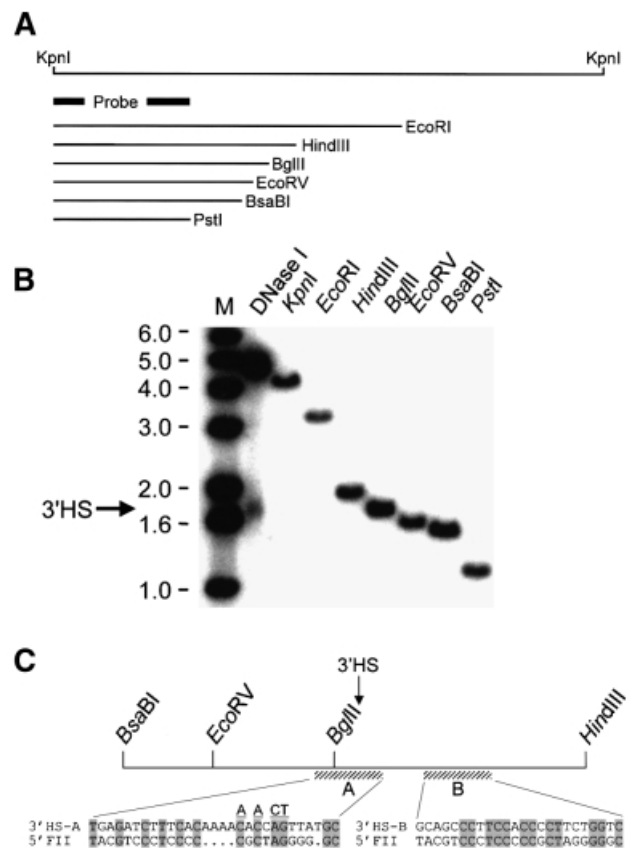 A
KpnI KpnI
Probe
EcoRI
HindIII
BglII
EcoRV
BsaBI
PstI
B
M DNase I KpnI EcoRI HindIII BglII EcoRV BsaBI PstI
6.0
5.0
4.0
3.0
2.0
3'HS
1.6
1.0
C
3'HS
BsaBI EcoRV BglII HindIII
A B
A A CT
3'HS-A TGAGATCTTTCACAAAACACCAGTTATGC 3'HS-B GCAGCCCTTCCACCCCTTCTGGTC
5'FII TACGTCCCTCCCC....CGCTAGGGGG.GC 5'FII TACGTCCCTCCCCCGCTAGGGGGC